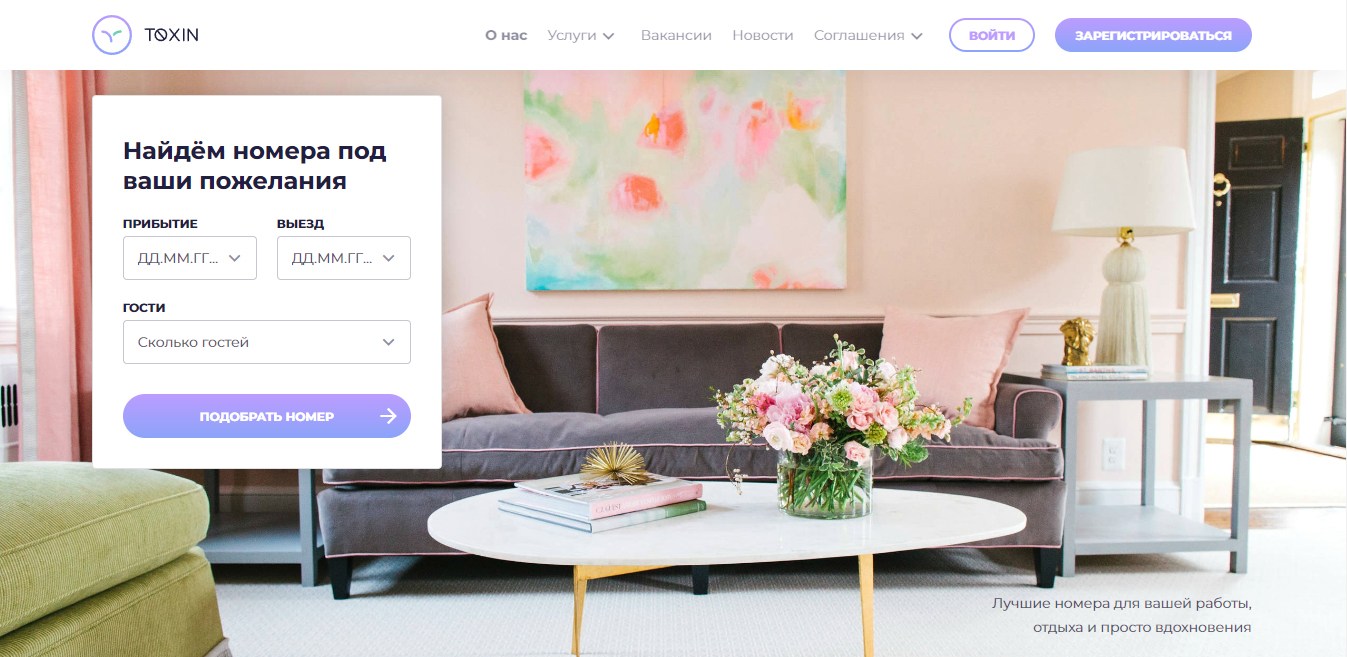 TOXIN
О нас Услуги Вакансии Новости Соглашения ВОЙТИ ЗАРЕГИСТРИРОВАТЬСЯ
Найдём номера под
ваши пожелания
ПРИБЫТИЕ ВЫЕЗД
ДД.ММ.ГГ... ДД.ММ.ГГ...
ГОСТИ
Сколько гостей
ПОДОБРАТЬ НОМЕР
Лучшие номера для вашей работы,
отдыха и просто вдохновения